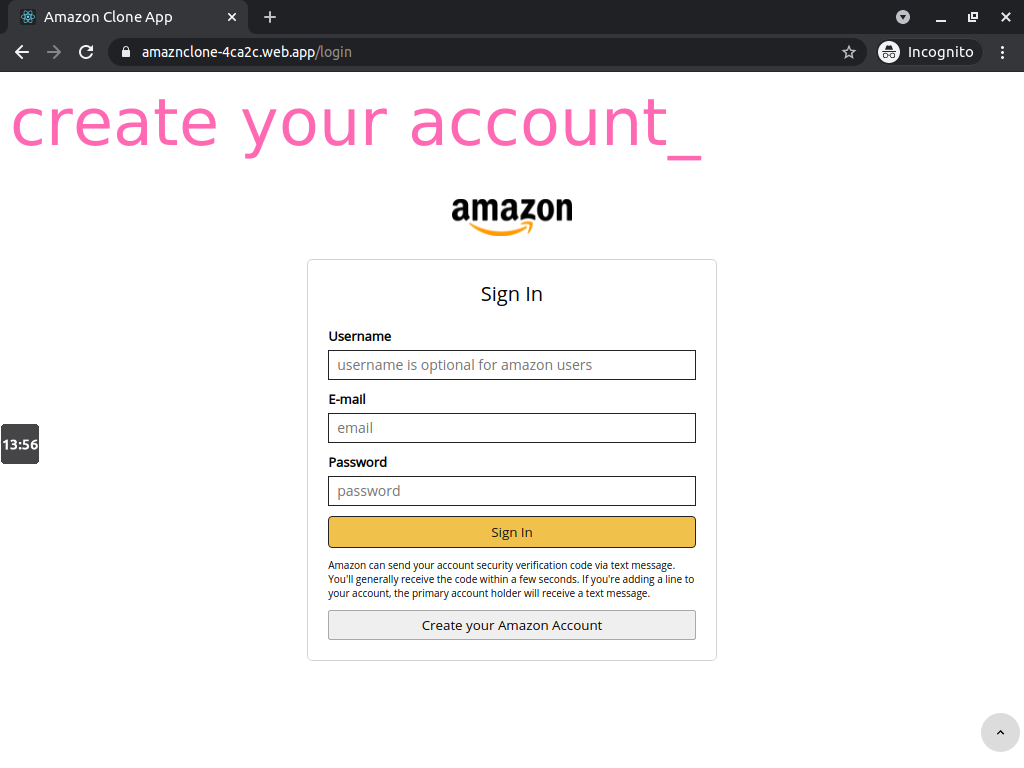 Amazon Clone App
amaznclone-4ca2c.web.app/login
Incognito
create your account_
amazon
Sign In
Username
username is optional for amazon users
E-mail
email
13:56
Password
password
Sign In
Amazon can send your account security verification code via text message.
You'll generally receive the code within a few seconds. If you're adding a line to
your account, the primary account holder will receive a text message.
Create your Amazon Account